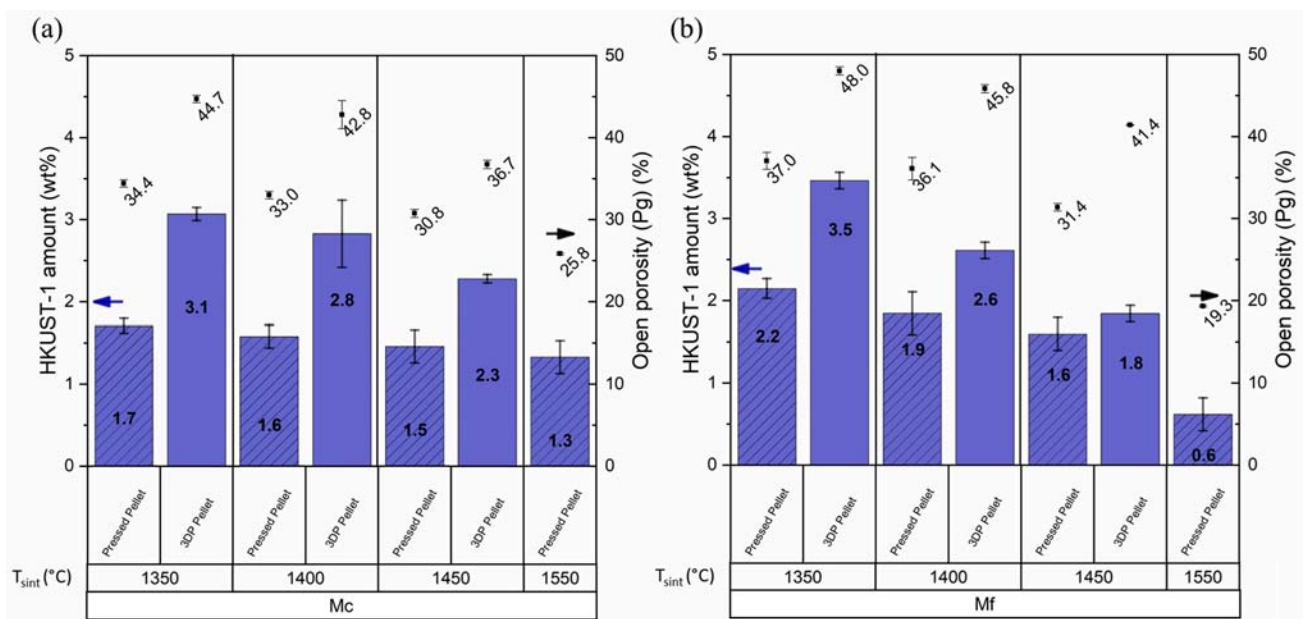 (a)
5
4
3
2
1
0
HKUST-1 amount (wt%)
50
40
30
20
10
0
Open porosity (Pg) (%)
34.4
44.7
33.0
42.8
30.8
36.7
25.8
1.7
3.1
1.6
2.8
1.5
2.3
1.3
Pressed Pellet
3DP Pellet
Pressed Pellet
3DP Pellet
Pressed Pellet
3DP Pellet
Pressed Pellet
Tsint (°C) 1350 1400 1450 1550
Mc
(b)
5
4
3
2
1
0
HKUST-1 amount (wt%)
50
40
30
20
10
0
Open porosity (Pg) (%)
37.0
48.0
36.1
45.8
31.4
41.4
19.3
2.2
3.5
1.9
2.6
1.6
1.8
0.6
Pressed Pellet
3DP Pellet
Pressed Pellet
3DP Pellet
Pressed Pellet
3DP Pellet
Pressed Pellet
Tsint (°C) 1350 1400 1450 1550
Mf